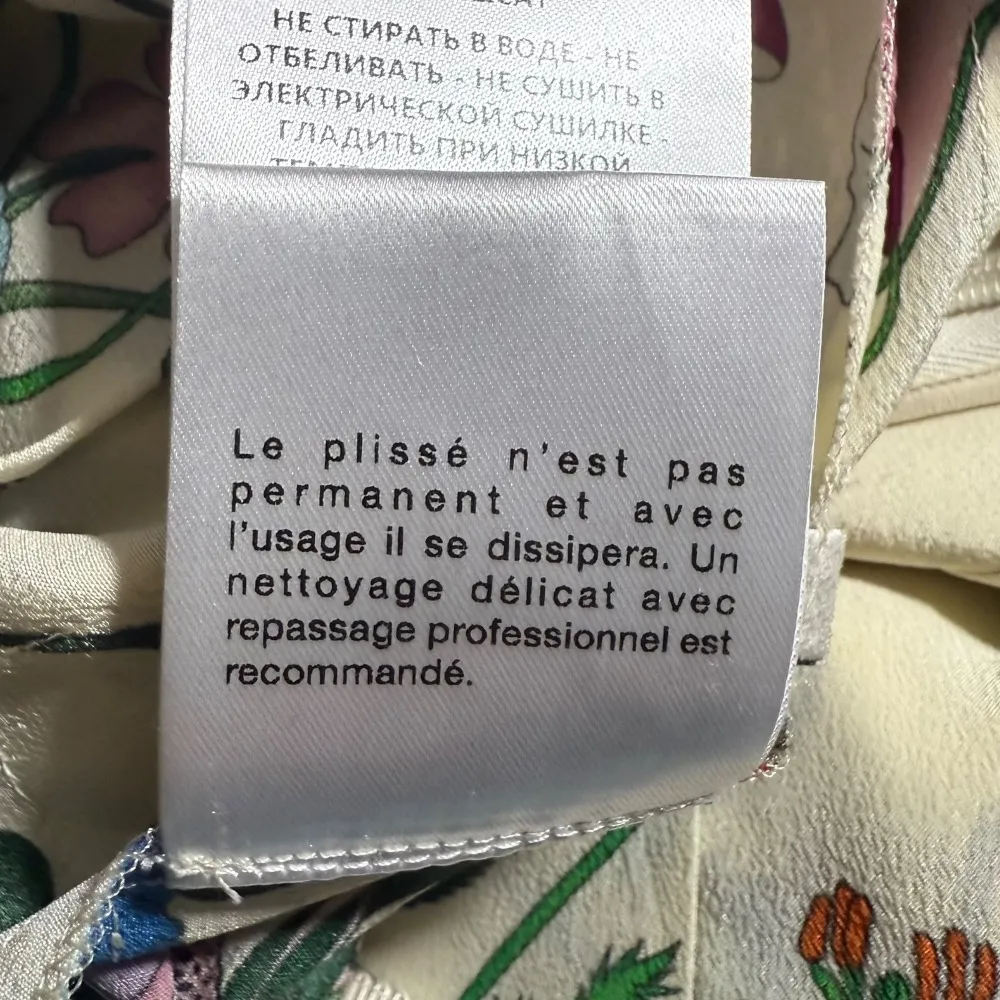 НЕ СТИРАТЬ В ВОДЕ - НЕ
ОТБЕЛИВАТЬ - НЕ СУШИТЬ В
ЭЛЕКТРИЧЕСКОЙ СУШИЛКЕ -
ГЛАДИТЬ ПРИ НИЗКОЙ
Le plissé n'est pas
permanent et avec
l'usage il se dissipera. Un
nettoyage délicat avec
repassage professionnel est
recommandé.